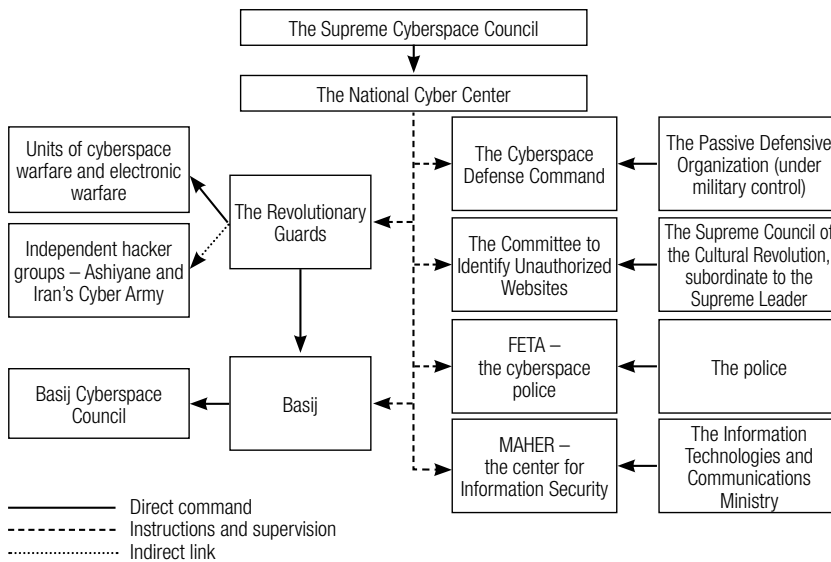 The Supreme Cyberspace Council
The National Cyber Center
Units of cyberspace
warfare and electronic
warfare
Independent hacker
groups – Ashiyane and
Iran's Cyber Army
The Revolutionary
Guards
Basij Cyberspace
Council
Basij
The Cyberspace
Defense Command
The Passive Defensive
Organization (under
military control)
The Committee to
Identify Unauthorized
Websites
The Supreme Council of
the Cultural Revolution,
subordinate to the
Supreme Leader
FETA –
the cyberspace
police
The police
MAHER –
the center for
Information Security
The Information
Technologies and
Communications
Ministry
Direct command
Instructions and supervision
Indirect link